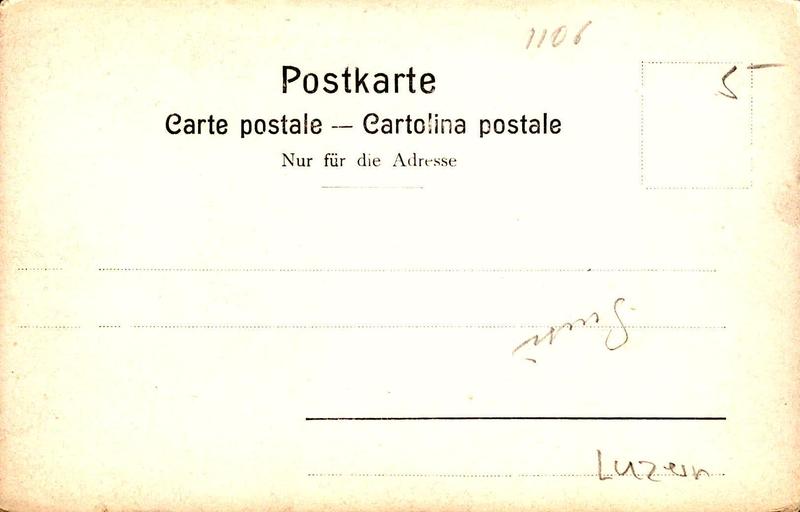 1106
Postkarte
5
Carte postale — Cartolina postale
Nur für die Adresse
Luzern